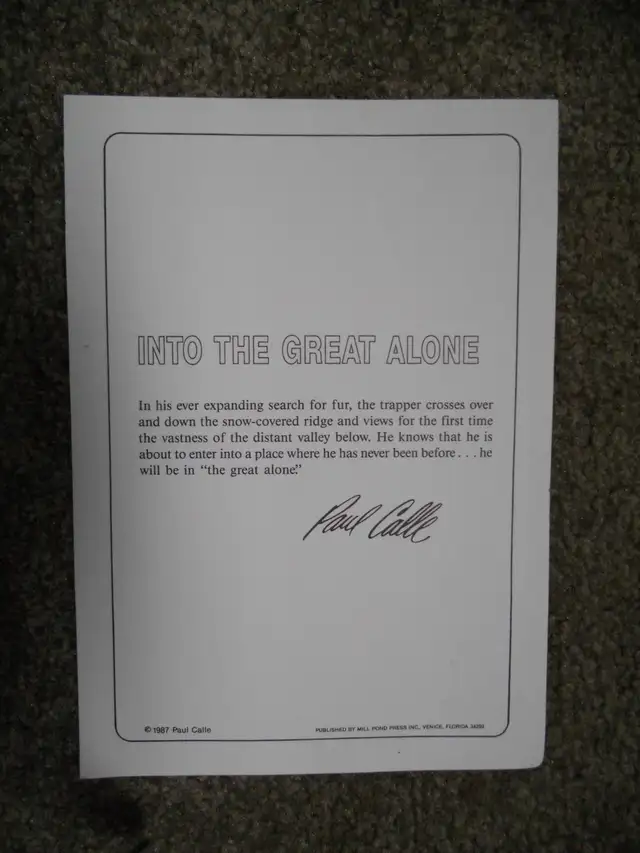 INTO THE GREAT ALONE
In his ever expanding search for fur, the trapper crosses over
and down the snow-covered ridge and views for the first time
the vastness of the distant valley below. He knows that he is
about to enter into a place where he has never been before . . . he
will be in “the great alone.”
Paul Calle
© 1987 Paul Calle
PUBLISHED BY MILL POND PRESS INC., VENICE, FLORIDA